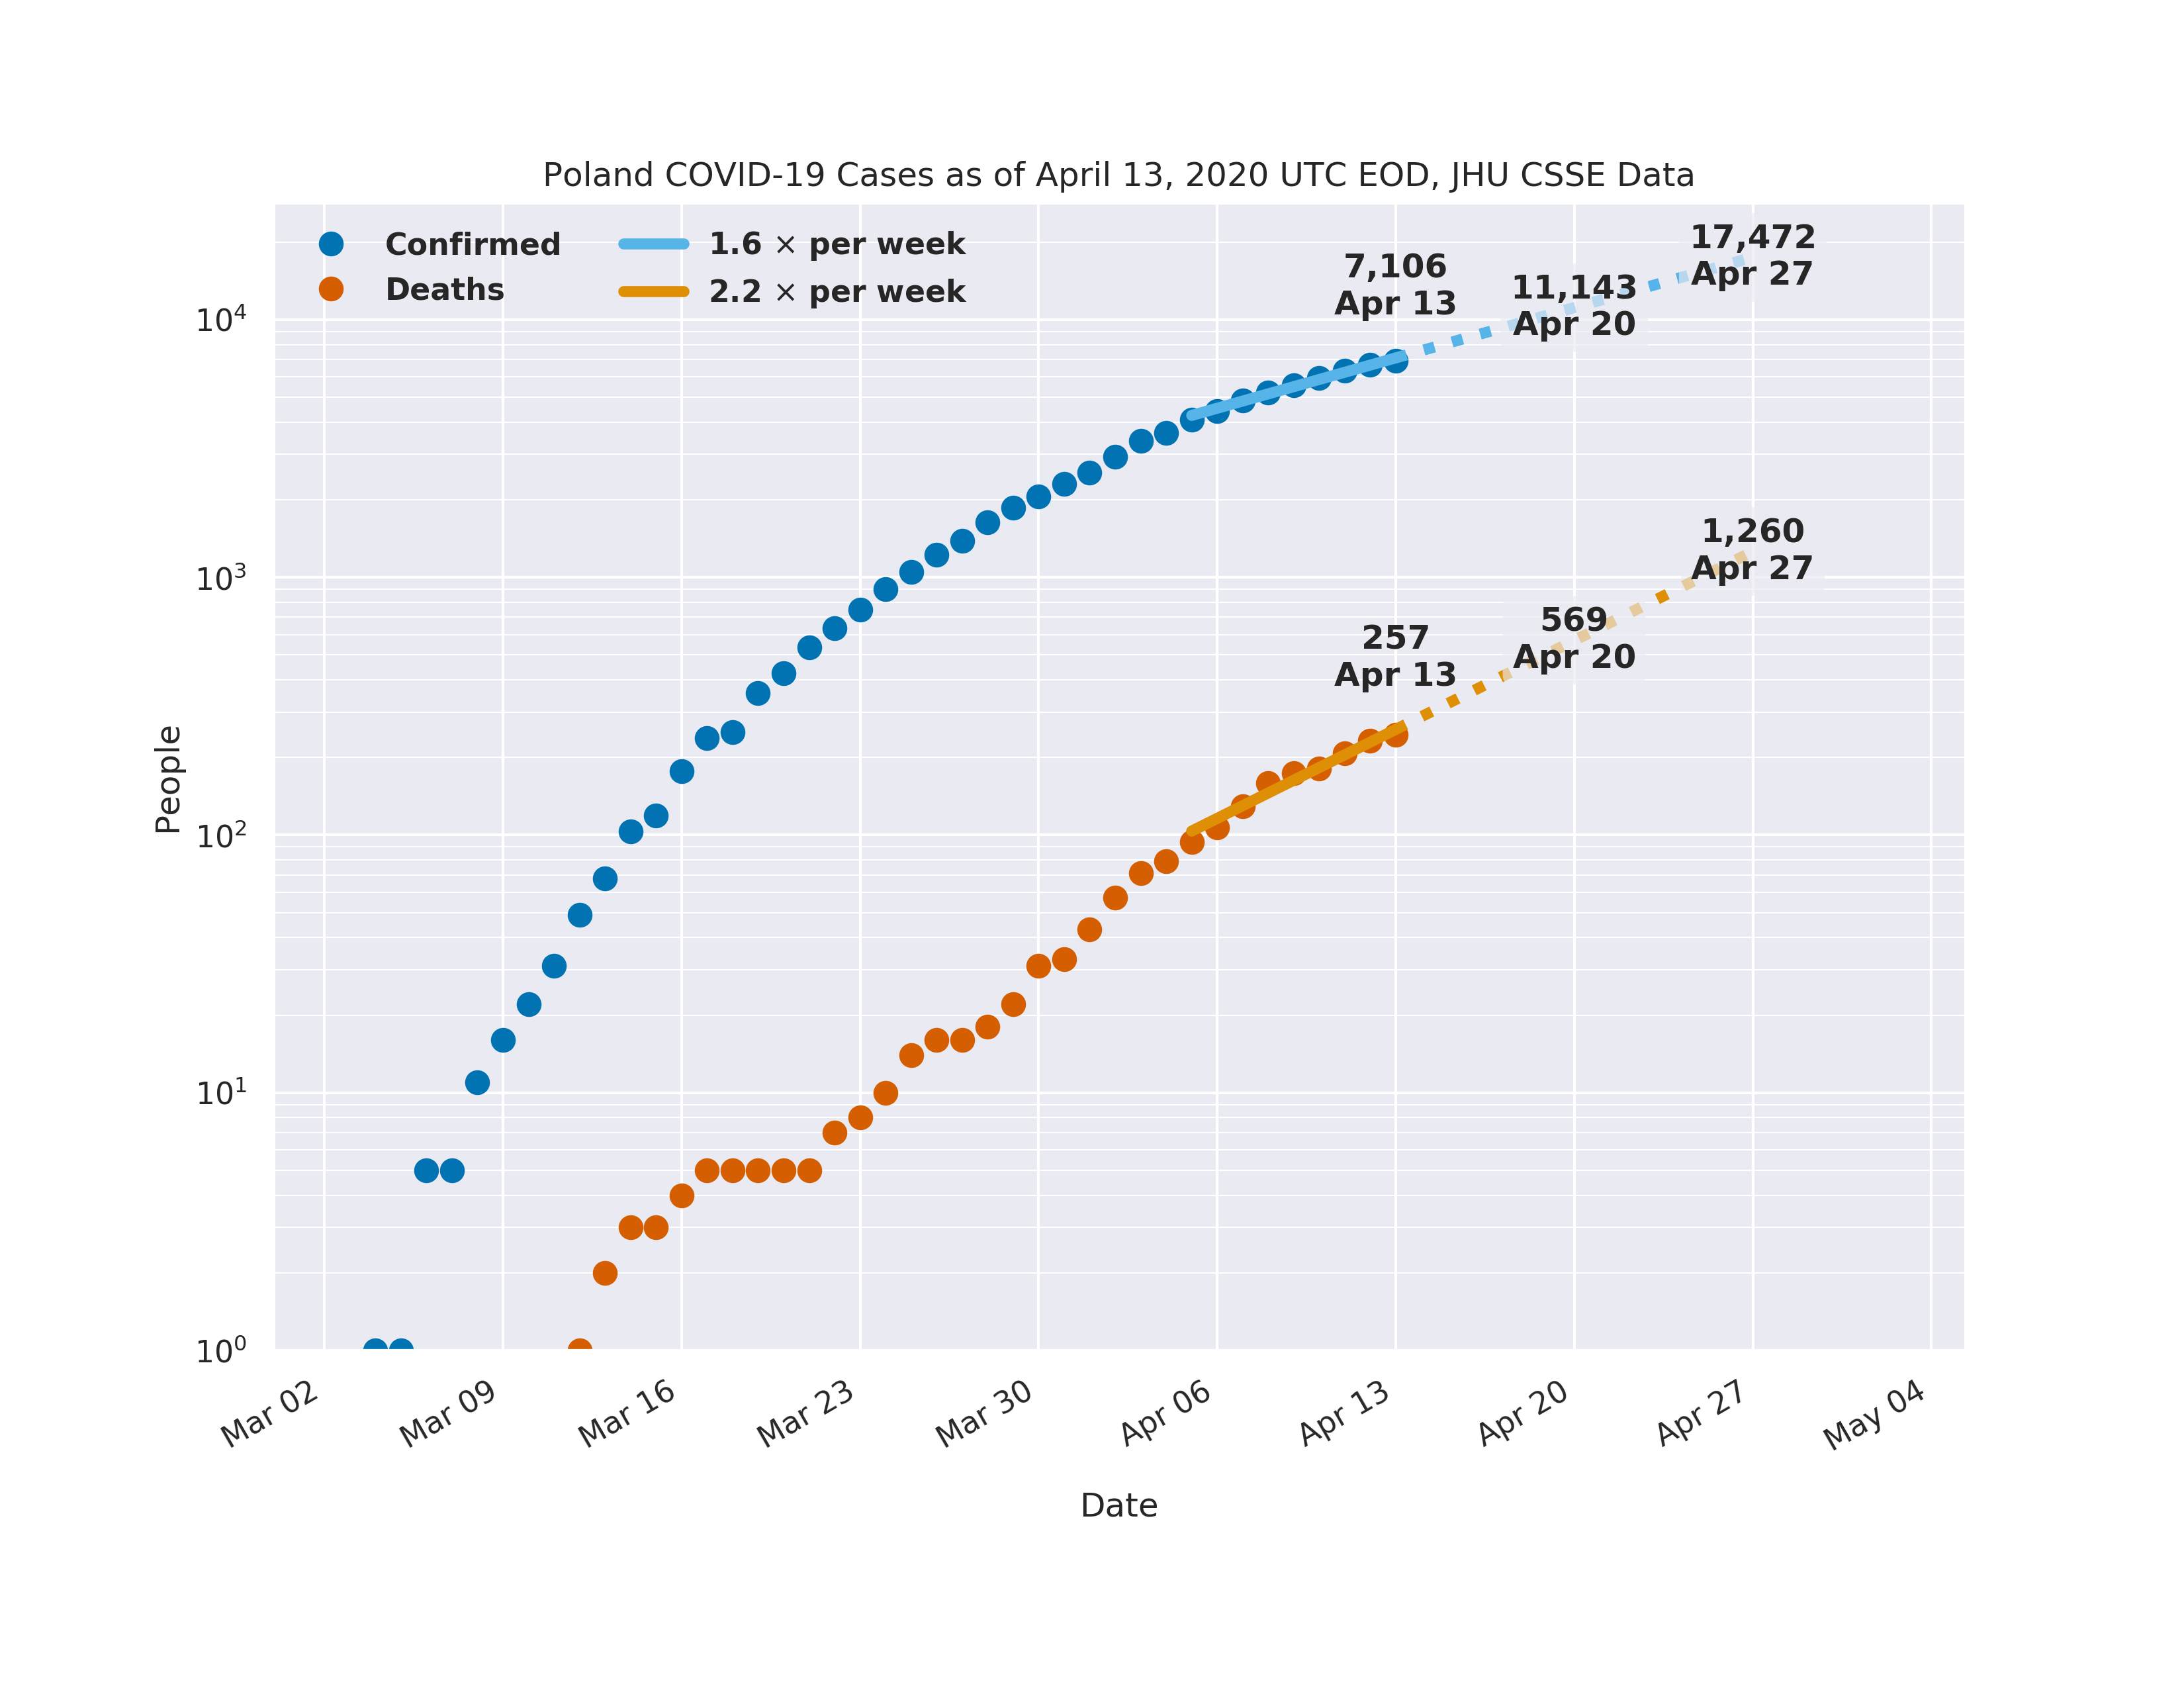 Poland COVID-19 Cases as of April 13, 2020 UTC EOD, JHU CSSE Data
Confirmed
Deaths
1.6 × per week
2.2 × per week
17,472
Apr 27
7,106
Apr 13
11,143
Apr 20
1,260
Apr 27
569
Apr 20
257
Apr 13
People
10⁴
10³
10²
10¹
10⁰
Mar 02
Mar 09
Mar 16
Mar 23
Mar 30
Apr 06
Apr 13
Apr 20
Apr 27
May 04
Date